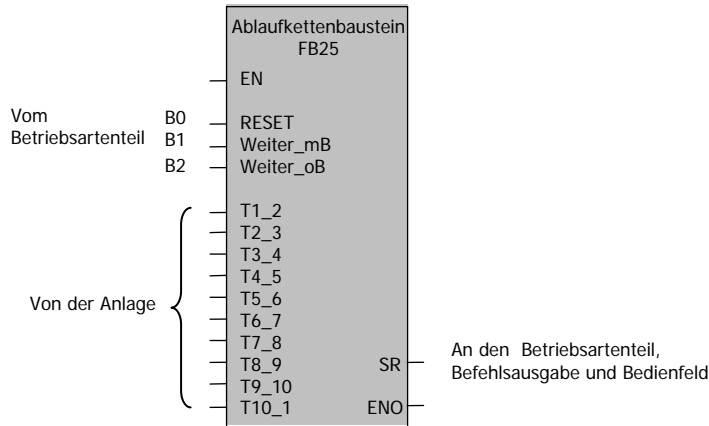 Ablaufkettenbaustein
FB25
EN
Vom
Betriebsartenteil
B0
RESET
B1
Weiter_mB
B2
Weiter_oB
T1_2
T2_3
T3_4
T4_5
T5_6
Von der Anlage
T6_7
T7_8
T8_9
SR
An den Betriebsartenteil,
Befehlsausgabe und Bedienfeld
T9_10
T10_1
ENO